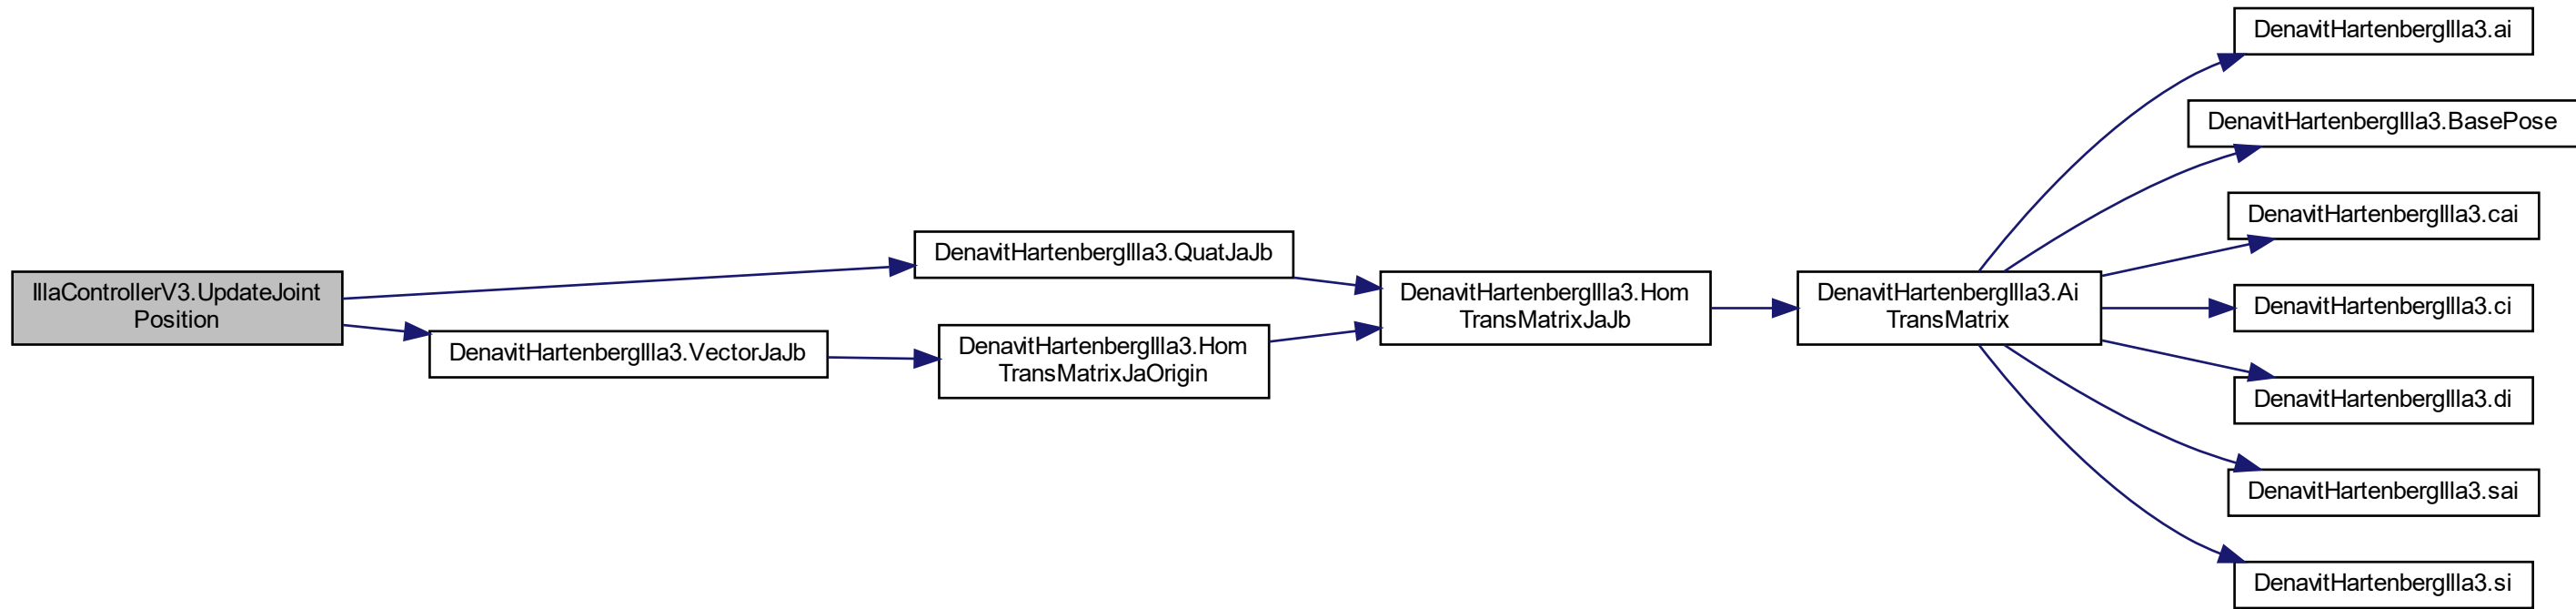 DenavitHartenbergIlla3.ai
DenavitHartenbergIlla3.BasePose
DenavitHartenbergIlla3.cai
DenavitHartenbergIlla3.QuatJaJb
IllaControllerV3.UpdateJoint
Position
DenavitHartenbergIlla3.Hom
TransMatrixJaJb
DenavitHartenbergIlla3.Ai
TransMatrix
DenavitHartenbergIlla3.ci
DenavitHartenbergIlla3.VectorJaJb
DenavitHartenbergIlla3.Hom
TransMatrixJaOrigin
DenavitHartenbergIlla3.di
DenavitHartenbergIlla3.sai
DenavitHartenbergIlla3.si